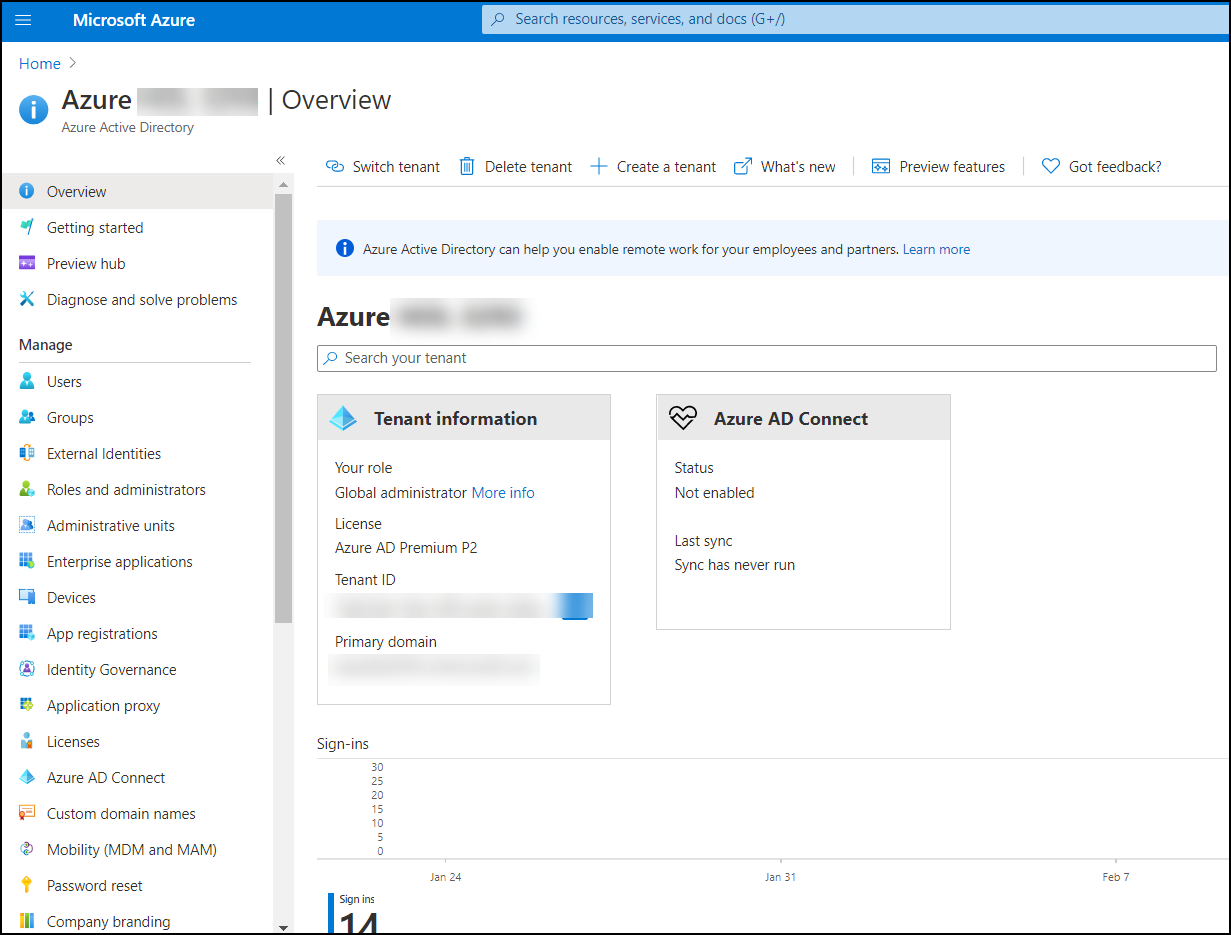 Microsoft Azure
Search resources, services, and docs (G+/)
Home
Azure | Overview
Azure Active Directory
Switch tenant
Delete tenant
Create a tenant
What's new
Preview features
Got feedback?
Overview
Getting started
Preview hub
Diagnose and solve problems
Manage
Users
Groups
External Identities
Roles and administrators
Administrative units
Enterprise applications
Devices
App registrations
Identity Governance
Application proxy
Licenses
Azure AD Connect
Custom domain names
Mobility (MDM and MAM)
Password reset
Company branding
Azure Active Directory can help you enable remote work for your employees and partners. Learn more
Azure
Search your tenant
Tenant information
Your role
Global administrator More info
License
Azure AD Premium P2
Tenant ID
Primary domain
Azure AD Connect
Status
Not enabled
Last sync
Sync has never run
Sign-ins
30
25
20
15
10
5
0
Jan 24
Jan 31
Feb 7
Sign ins
14